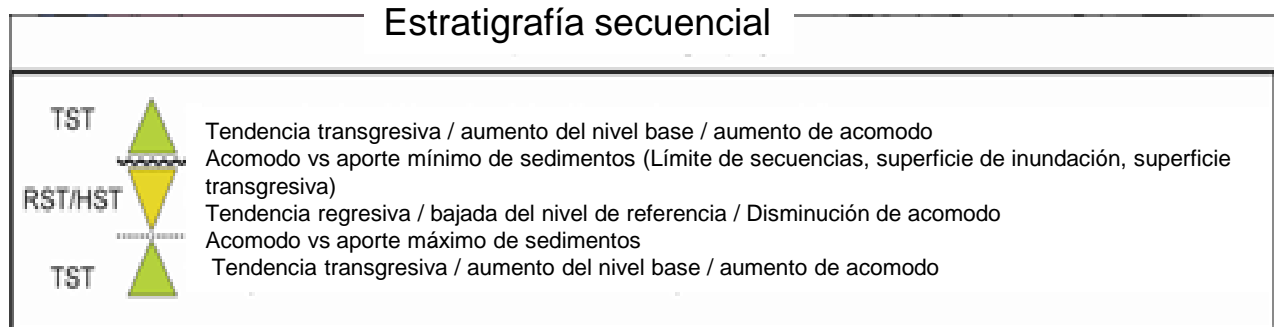 Estratigrafía secuencial
TST
Tendencia transgresiva / aumento del nivel base / aumento de acomodo
Acomodo vs aporte mínimo de sedimentos (Límite de secuencias, superficie de inundación, superficie
transgresiva)
RST/HST
Tendencia regresiva / bajada del nivel de referencia / Disminución de acomodo
Acomodo vs aporte máximo de sedimentos
TST
Tendencia transgresiva / aumento del nivel base / aumento de acomodo